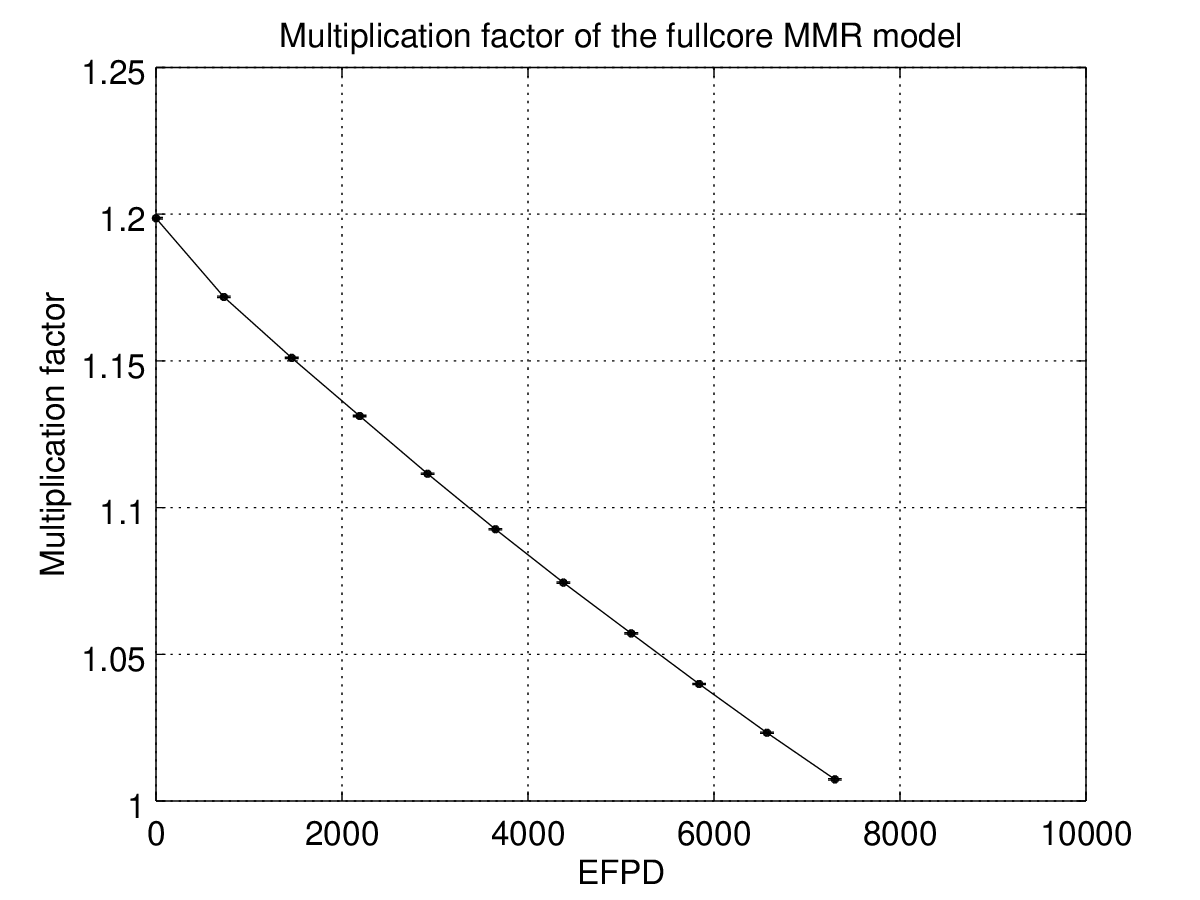 Multiplication factor of the fullcore MMR model
1.25
1.2
1.15
1.1
1.05
1
Multiplication factor
0 2000 4000 6000 8000 10000
EFPD